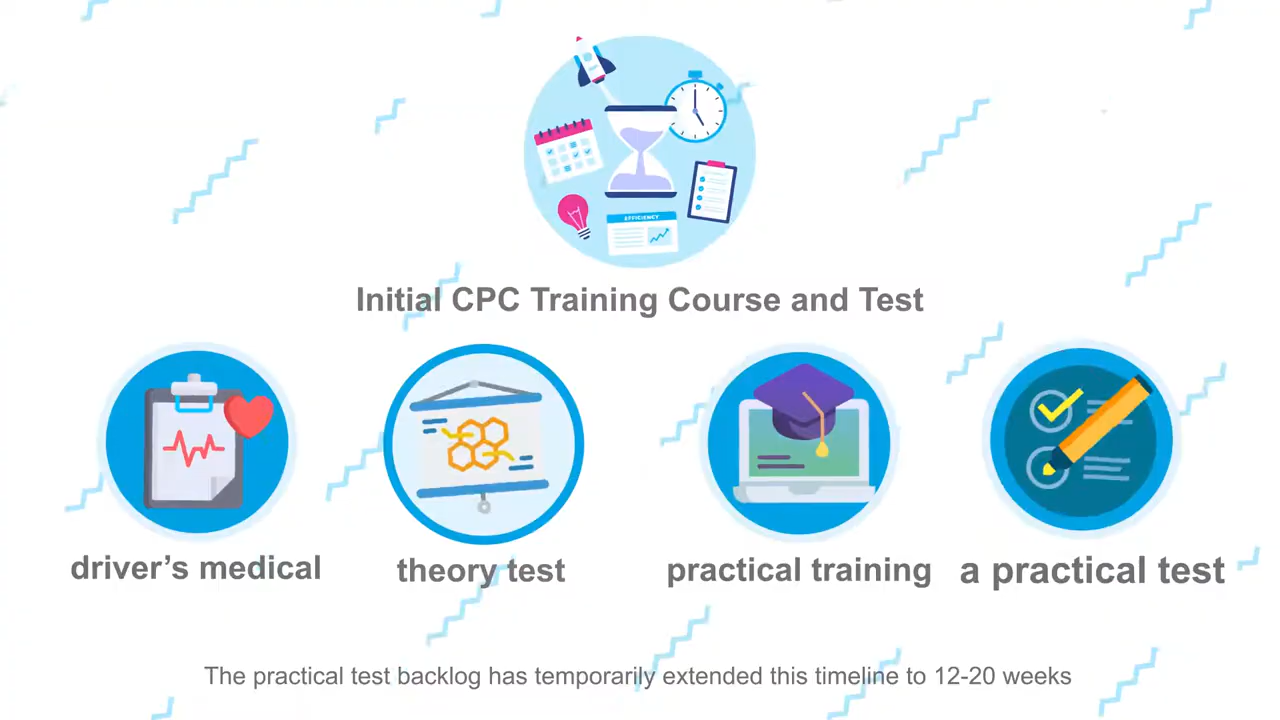 EFFICIENCY
Initial CPC Training Course and Test
driver’s medical
theory test
practical training
a practical test
The practical test backlog has temporarily extended this timeline to 12-20 weeks